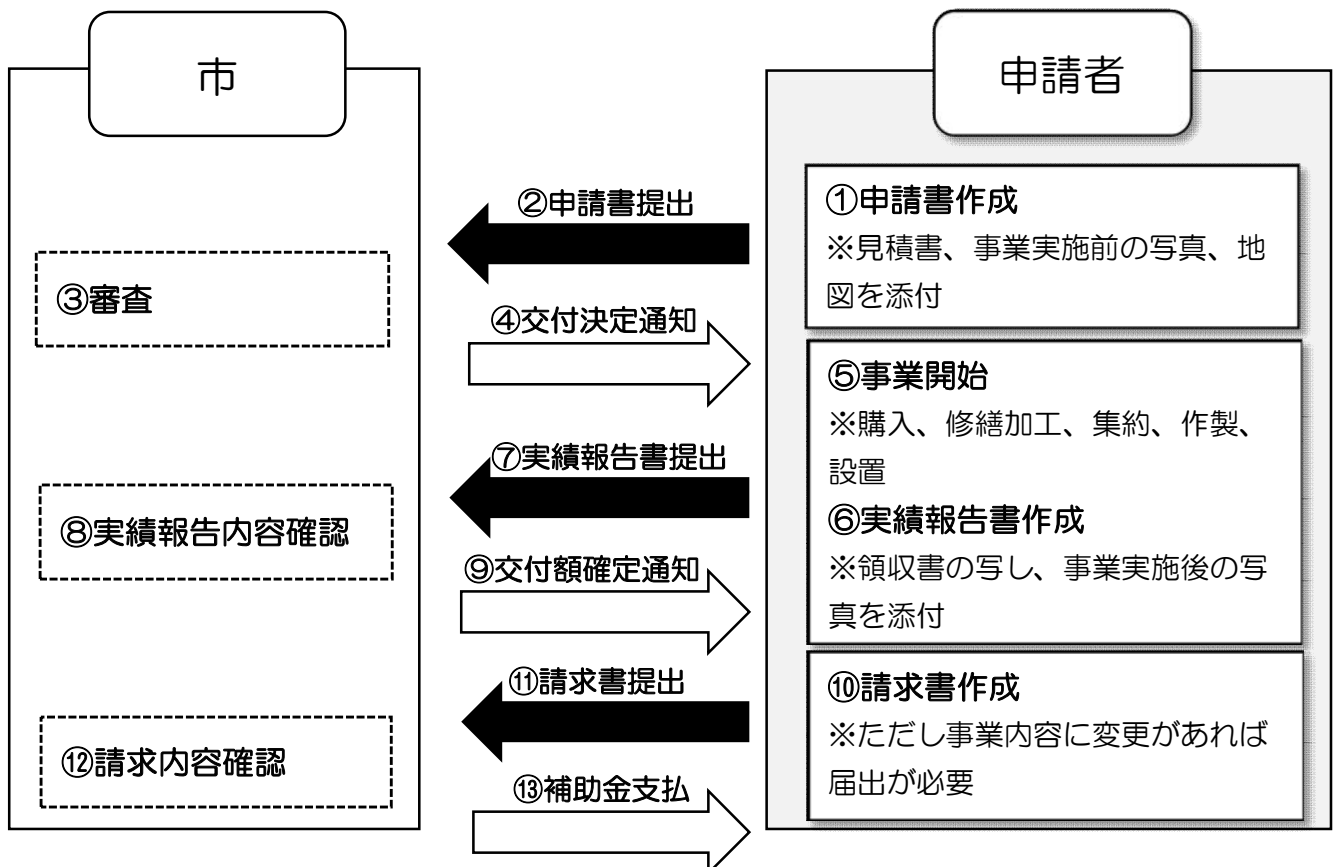 市
申請者
①申請書作成
※見積書、事業実施前の写真、地
図を添付
②申請書提出
③審査
④交付決定通知
⑤事業開始
※購入、修繕加工、集約、作製、
設置
⑥実績報告書作成
※領収書の写し、事業実施後の写
真を添付
⑦実績報告書提出
⑧実績報告内容確認
⑨交付額確定通知
⑩請求書作成
※ただし事業内容に変更があれば
届出が必要
⑪請求書提出
⑫請求内容確認
⑬補助金支払